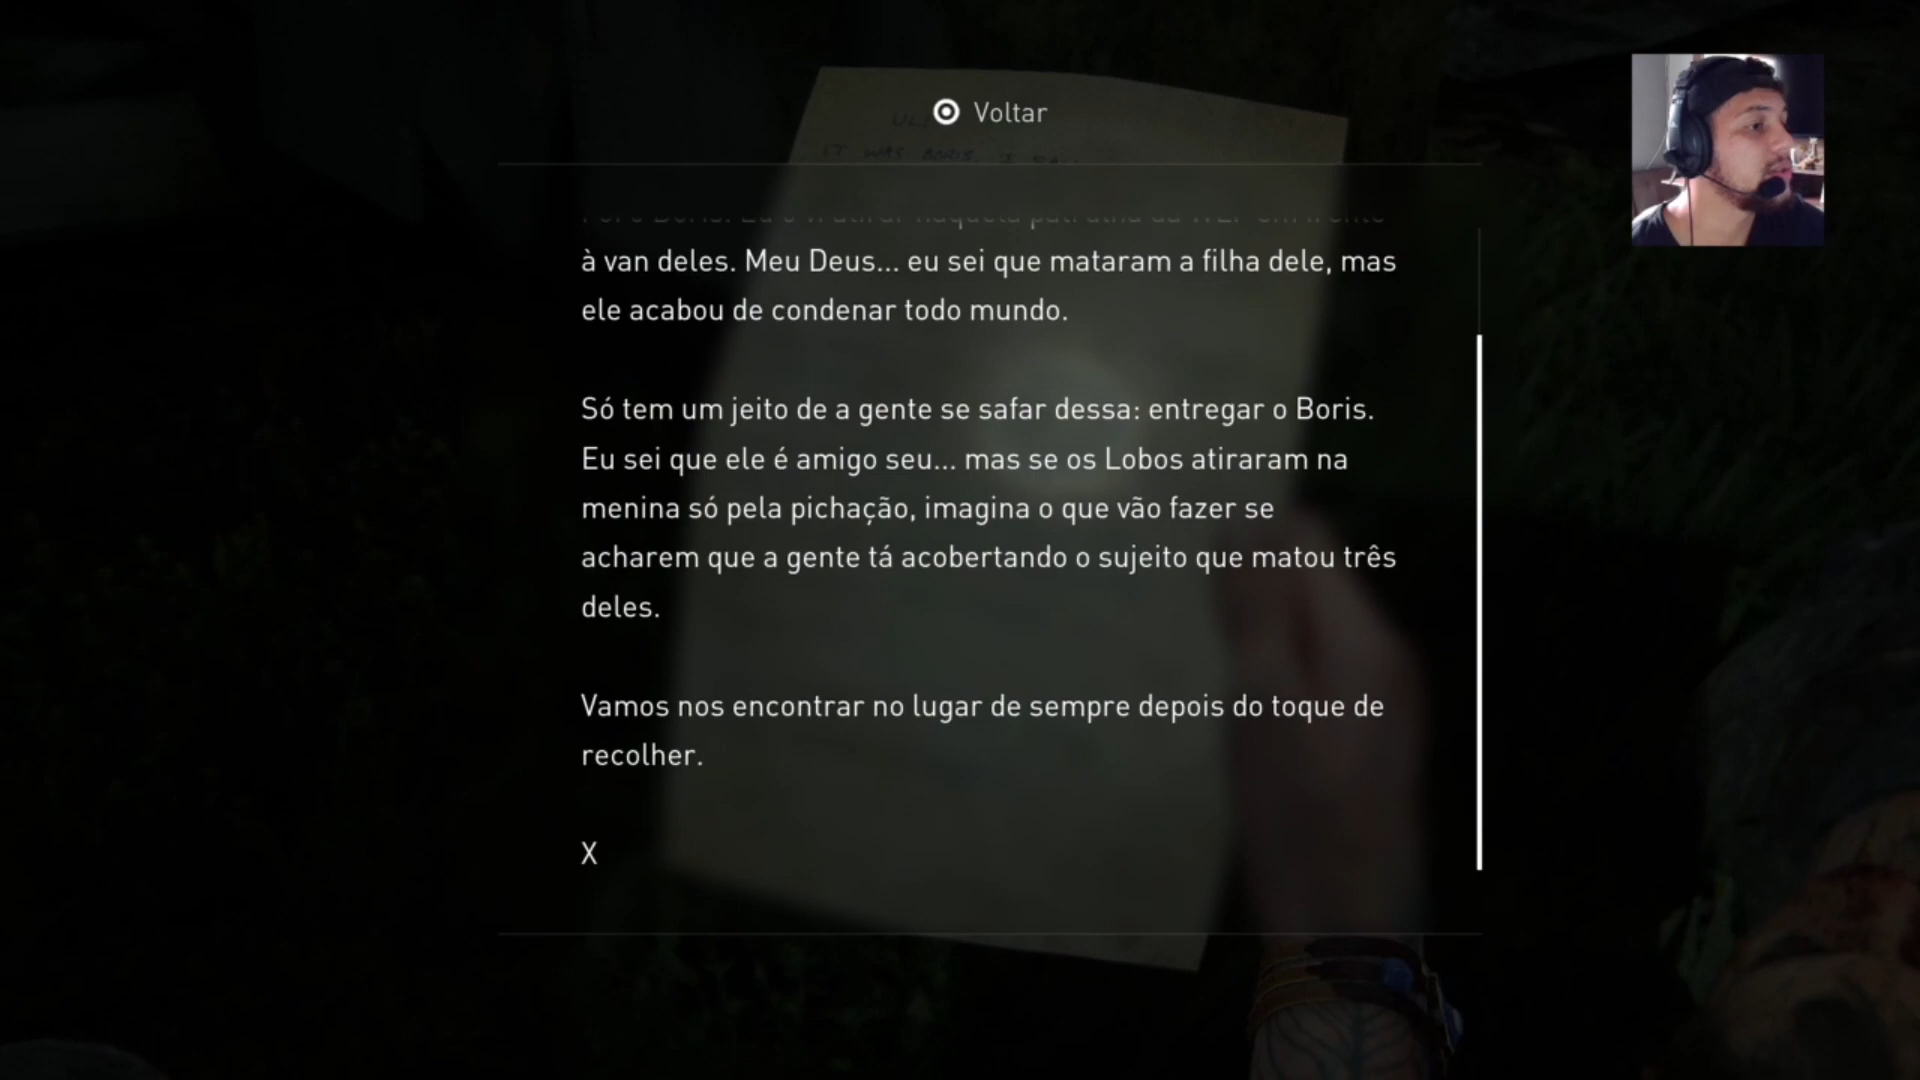 Voltar
IT WAS BORIS. I
à van deles. Meu Deus... eu sei que mataram a filha dele, mas
ele acabou de condenar todo mundo.
Só tem um jeito de a gente se safar dessa: entregar o Boris.
Eu sei que ele é amigo seu... mas se os Lobos atiraram na
menina só pela pichação, imagina o que vão fazer se
acharem que a gente tá acobertando o sujeito que matou três
deles.
Vamos nos encontrar no lugar de sempre depois do toque de
recolher.
X